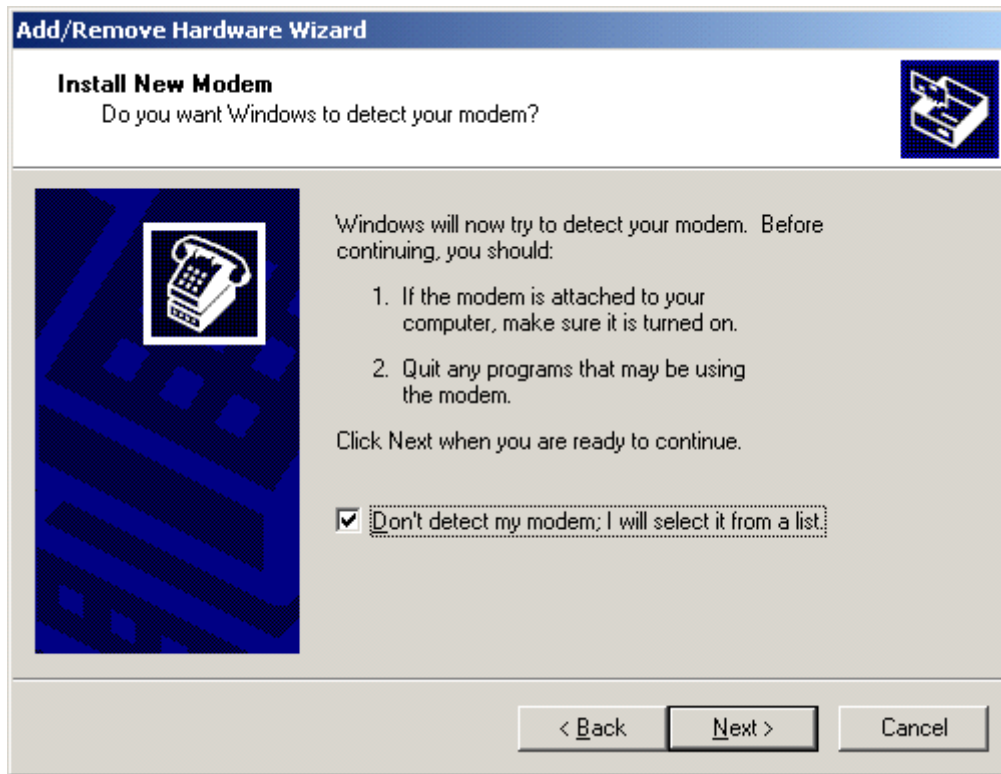 Add/Remove Hardware Wizard
Install New Modem
Do you want Windows to detect your modem?
Windows will now try to detect your modem.  Before
continuing, you should:
1. If the modem is attached to your
computer, make sure it is turned on.
2. Quit any programs that may be using
the modem.
Click Next when you are ready to continue.
Don't detect my modem; I will select it from a list.
< Back
Next >
Cancel